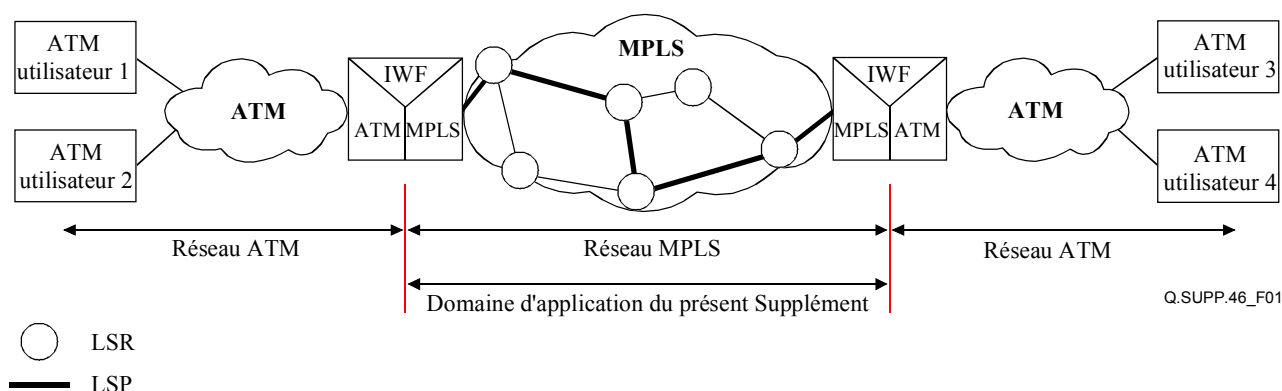 ATM
utilisateur 1
ATM
utilisateur 2
ATM
IWF
ATM
MPLS
MPLS
IWF
MPLS
ATM
ATM
ATM
utilisateur 3
ATM
utilisateur 4
Réseau ATM
Réseau MPLS
Réseau ATM
Domaine d'application du présent Supplément
Q.SUPP.46_F01
LSR
LSP